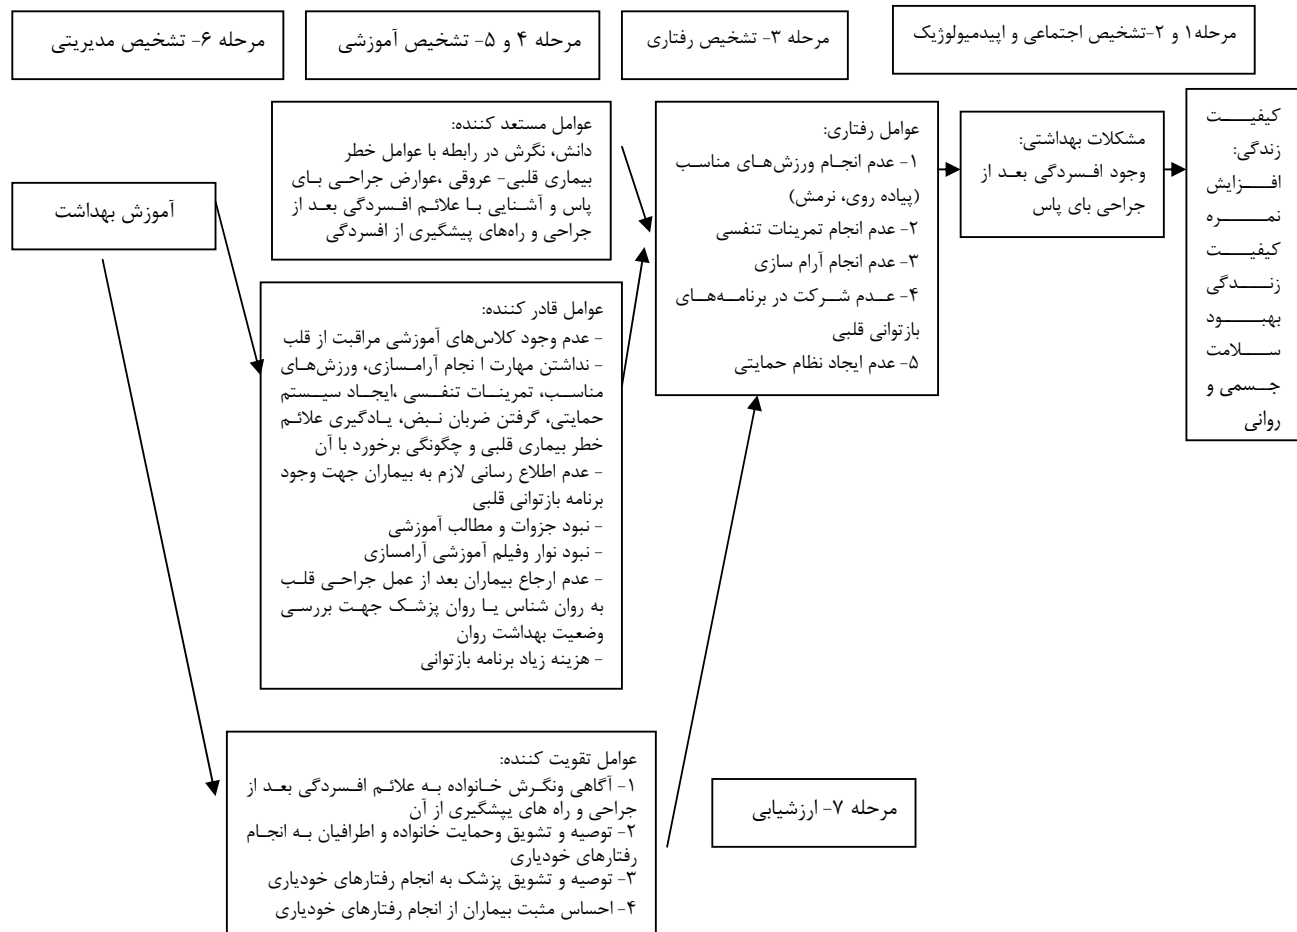 مرحله۱ و ۲-تشخیص اجتماعی و اپیدمیولوژیک
مرحله ۳- تشخیص رفتاری
مرحله ۴ و ۵- تشخیص آموزشی
مرحله ۶- تشخیص مدیریتی
کیفیت
زندگی:
افزایش
نمره
کیفیت
زندگی
بهبود
سلامت
جسمی و
روانی
مشکلات بهداشتی:
وجود افسردگی بعد از
جراحی بای پاس
عوامل رفتاری:
۱- عدم انجام ورزش‌های مناسب
(پیاده روی، نرمش)
۲- عدم انجام تمرینات تنفسی
۳- عدم انجام آرام سازی
۴- عدم شرکت در برنامه‌های
بازتوانی قلبی
۵- عدم ایجاد نظام حمایتی
عوامل مستعد کننده:
دانش، نگرش در رابطه با عوامل خطر
بیماری قلبی- عروقی ،عوارض جراحی بای
پاس و آشنایی با علائم افسردگی بعد از
جراحی و راه‌های پیشگیری از افسردگی
آموزش بهداشت
عوامل قادر کننده:
- عدم وجود کلاس‌های آموزشی مراقبت از قلب
- نداشتن مهارت ا نجام آرامسازی، ورزش‌های
مناسب، تمرینات تنفسی ،ایجاد سیستم
حمایتی، گرفتن ضربان نبض، یادگیری علائم
خطر بیماری قلبی و چگونگی برخورد با آن
- عدم اطلاع رسانی لازم به بیماران جهت وجود
برنامه بازتوانی قلبی
- نبود جزوات و مطالب آموزشی
- نبود نوار وفیلم آموزشی آرامسازی
- عدم ارجاع بیماران بعد از عمل جراحی قلب
به روان شناس یا روان پزشک جهت بررسی
وضعیت بهداشت روان
- هزینه زیاد برنامه بازتوانی
عوامل تقویت کننده:
۱- آگاهی ونگرش خانواده به علائم افسردگی بعد از
جراحی و راه های پیشگیری از آن
۲- توصیه و تشویق وحمایت خانواده و اطرافیان به انجام
رفتارهای خودیاری
۳- توصیه و تشویق پزشک به انجام رفتارهای خودیاری
۴- احساس مثبت بیماران از انجام رفتارهای خودیاری
مرحله ۷- ارزشیابی